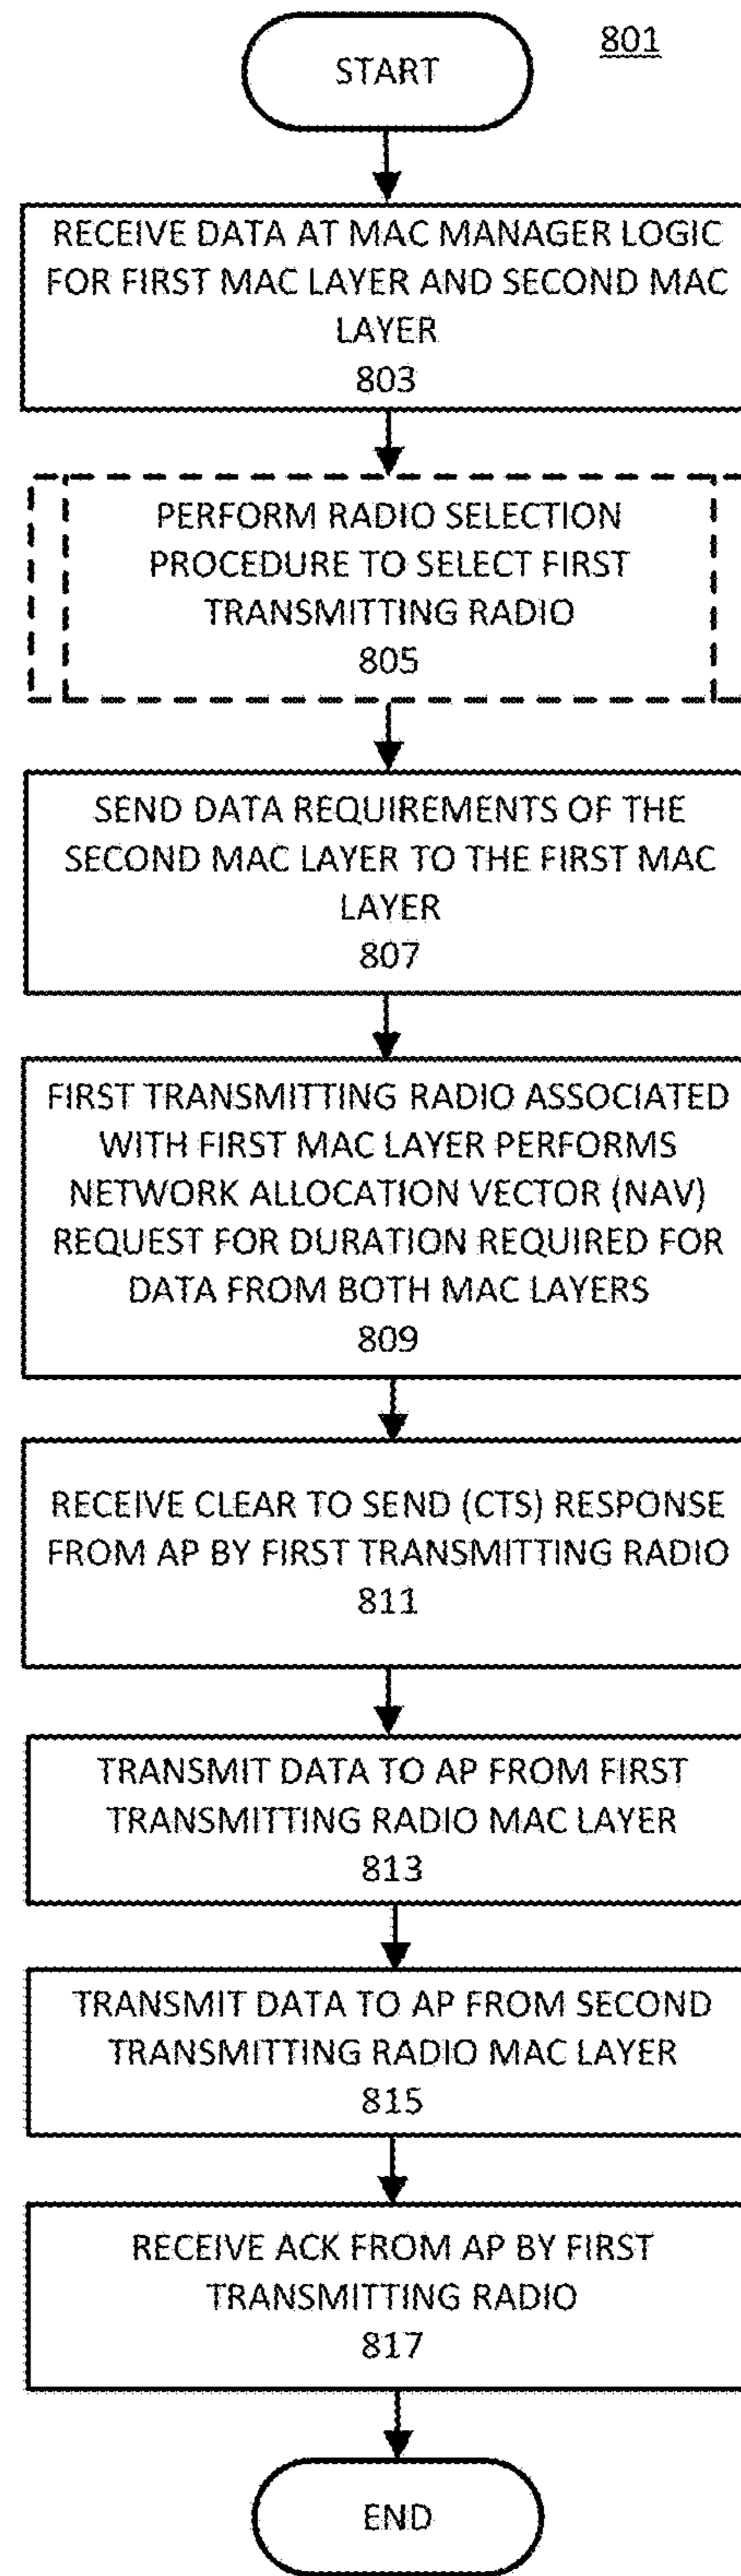 801
START
RECEIVE DATA AT MAC MANAGER LOGIC
FOR FIRST MAC LAYER AND SECOND MAC
LAYER
803
PERFORM RADIO SELECTION
PROCEDURE TO SELECT FIRST
TRANSMITTING RADIO
805
SEND DATA REQUIREMENTS OF THE
SECOND MAC LAYER TO THE FIRST MAC
LAYER
807
FIRST TRANSMITTING RADIO ASSOCIATED
WITH FIRST MAC LAYER PERFORMS
NETWORK ALLOCATION VECTOR (NAV)
REQUEST FOR DURATION REQUIRED FOR
DATA FROM BOTH MAC LAYERS
809
RECEIVE CLEAR TO SEND (CTS) RESPONSE
FROM AP BY FIRST TRANSMITTING RADIO
811
TRANSMIT DATA TO AP FROM FIRST
TRANSMITTING RADIO MAC LAYER
813
TRANSMIT DATA TO AP FROM SECOND
TRANSMITTING RADIO MAC LAYER
815
RECEIVE ACK FROM AP BY FIRST
TRANSMITTING RADIO
817
END